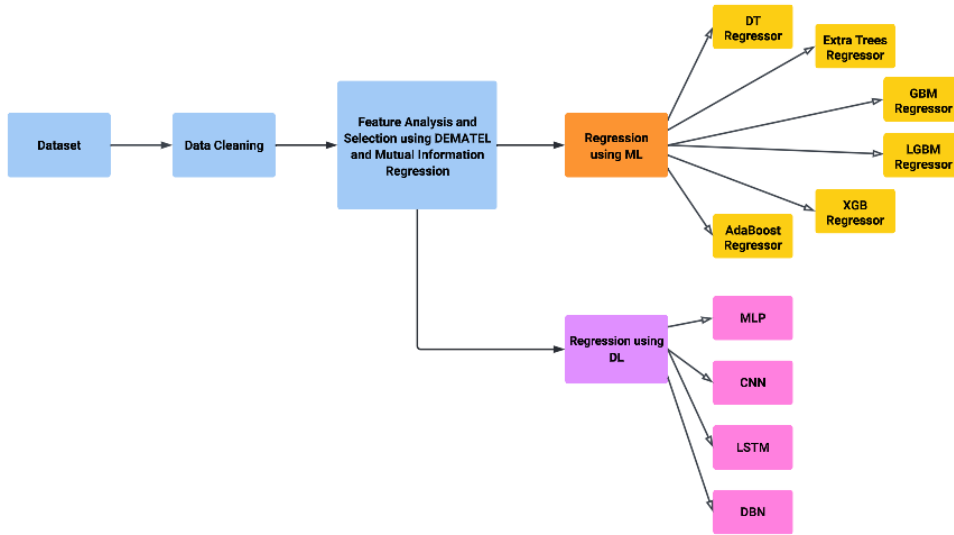 Dataset
Data Cleaning
Feature Analysis and
Selection using DEMATEL
and Mutual Information
Regression
Regression
using ML
DT
Regressor
Extra Trees
Regressor
GBM
Regressor
LGBM
Regressor
XGB
Regressor
AdaBoost
Regressor
Regression using
DL
MLP
CNN
LSTM
DBN